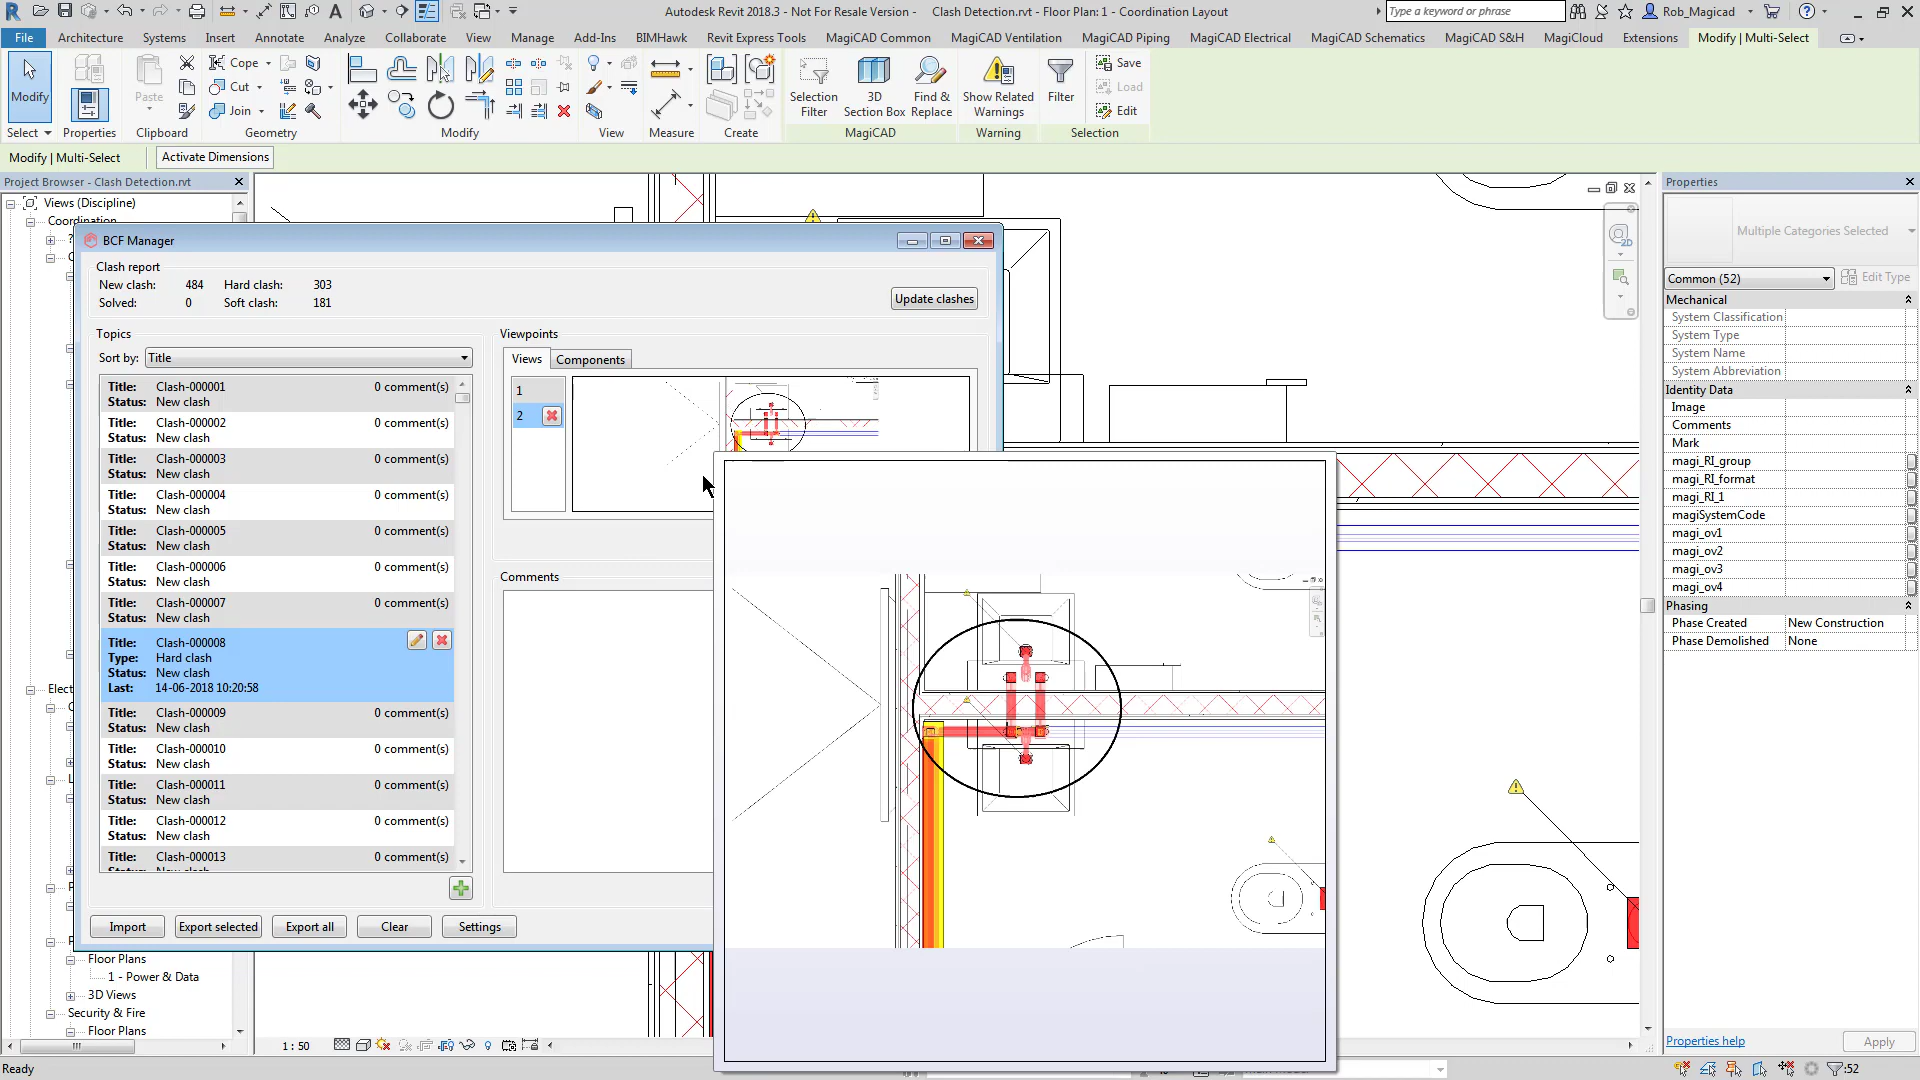 Autodesk Revit 2018.3 - Not For Resale Version - Clash Detection.rvt - Floor Plan: 1 - Coordination Layout
Type a keyword or phrase
Rob_Magicad
File Architecture Systems Insert Annotate Analyze Collaborate View Manage Add-Ins BIMHawk Revit Express Tools MagiCAD Common MagiCAD Ventilation MagiCAD Piping MagiCAD Electrical MagiCAD Schematics MagiCAD S&H MagiCloud Extensions Modify | Multi-Select
Modify
Paste
Cope
Cut
Join
Selection Filter
3D Section Box
Find & Replace
Show Related Warnings
Filter
Save
Load
Edit
Select Properties Clipboard Geometry Modify View Measure Create MagiCAD Warning Selection
Modify | Multi-Select Activate Dimensions
Project Browser - Clash Detection.rvt
Views (Discipline)
Coordination
Elect
Floor Plans
1 - Power & Data
3D Views
Security & Fire
Floor Plans
BCF Manager
Clash report
New clash: 484 Hard clash: 303
Solved: 0 Soft clash: 181
Update clashes
Topics
Sort by: Title
Title: Clash-000001 0 comment(s)
Status: New clash
Title: Clash-000002 0 comment(s)
Status: New clash
Title: Clash-000003 0 comment(s)
Status: New clash
Title: Clash-000004 0 comment(s)
Status: New clash
Title: Clash-000005 0 comment(s)
Status: New clash
Title: Clash-000006 0 comment(s)
Status: New clash
Title: Clash-000007 0 comment(s)
Status: New clash
Title: Clash-000008
Type: Hard clash
Status: New clash
Last: 14-06-2018 10:20:58
Title: Clash-000009 0 comment(s)
Status: New clash
Title: Clash-000010 0 comment(s)
Status: New clash
Title: Clash-000011 0 comment(s)
Status: New clash
Title: Clash-000012 0 comment(s)
Status: New clash
Title: Clash-000013 0 comment(s)
Import Export selected Export all Clear Settings
Viewpoints
Views Components
1
2
Comments
2D
Properties
Multiple Categories Selected
Common (52) Edit Type
Mechanical
System Classification
System Type
System Name
System Abbreviation
Identity Data
Image
Comments
Mark
magi_RI_group
magi_RI_format
magi_RI_1
magiSystemCode
magi_ov1
magi_ov2
magi_ov3
magi_ov4
Phasing
Phase Created New Construction
Phase Demolished None
Properties help Apply
1 : 50
Ready
:52